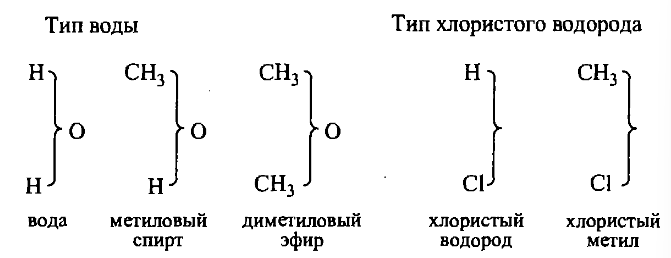 Тип воды Тип хлористого водорода
H CH₃ CH₃ H CH₃
O O O
H H CH₃ Cl Cl
вода метиловый диметиловый хлористый хлористый
спирт эфир водород метил